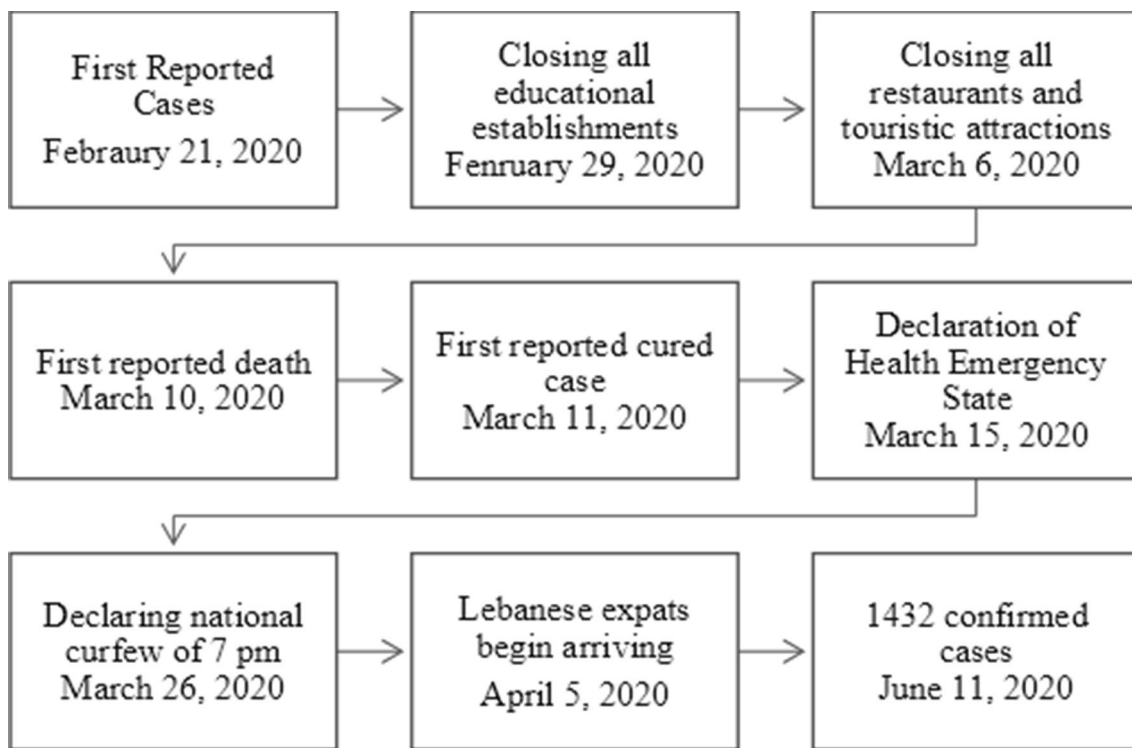 First Reported
Cases
Febraury 21, 2020
Closing all
educational
establishments
Fenruary 29, 2020
Closing all
restaurants and
touristic attractions
March 6, 2020
First reported death
March 10, 2020
First reported cured
case
March 11, 2020
Declaration of
Health Emergency
State
March 15, 2020
Declaring national
curfew of 7 pm
March 26, 2020
Lebanese expats
begin arriving
April 5, 2020
1432 confirmed
cases
June 11, 2020